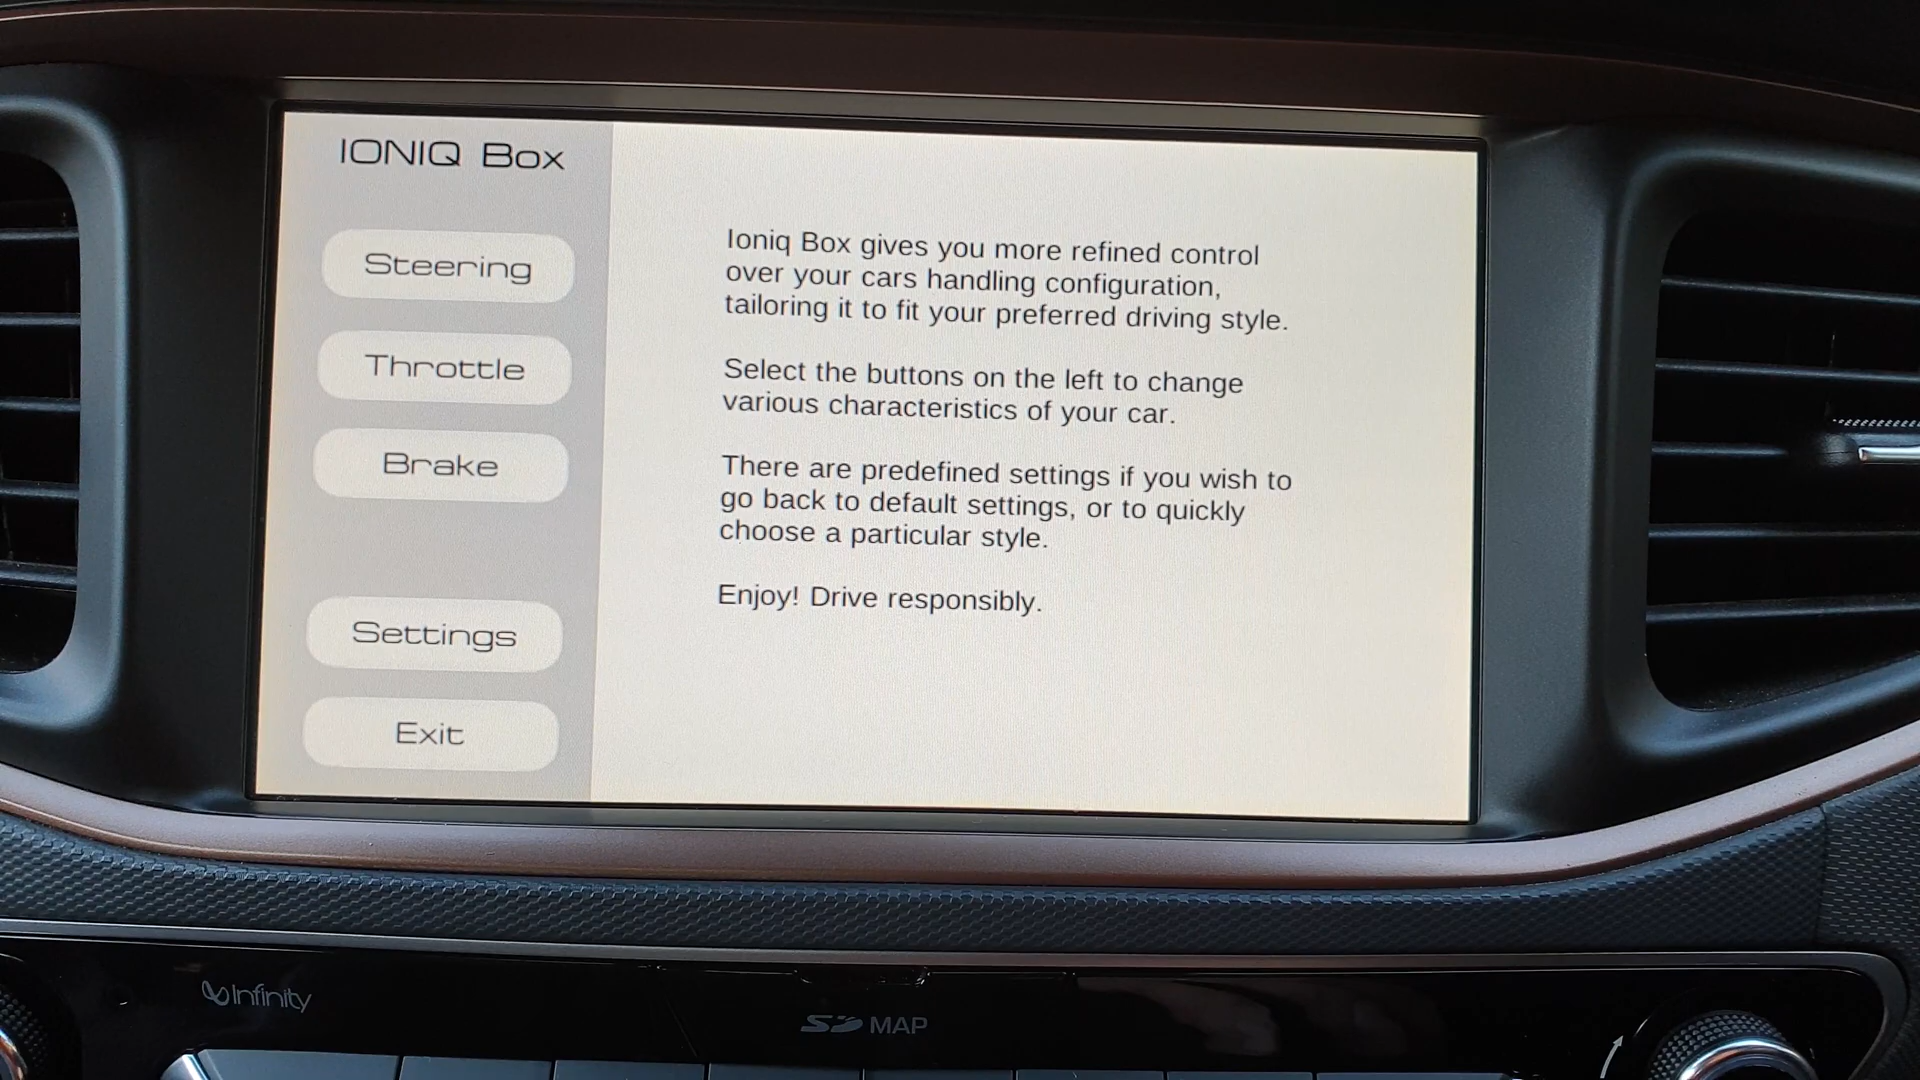 IONIQ Box
Steering
Throttle
Brake
Settings
Exit
Ioniq Box gives you more refined control
over your cars handling configuration,
tailoring it to fit your preferred driving style.
Select the buttons on the left to change
various characteristics of your car.
There are predefined settings if you wish to
go back to default settings, or to quickly
choose a particular style.
Enjoy! Drive responsibly.
Infinity
SD MAP